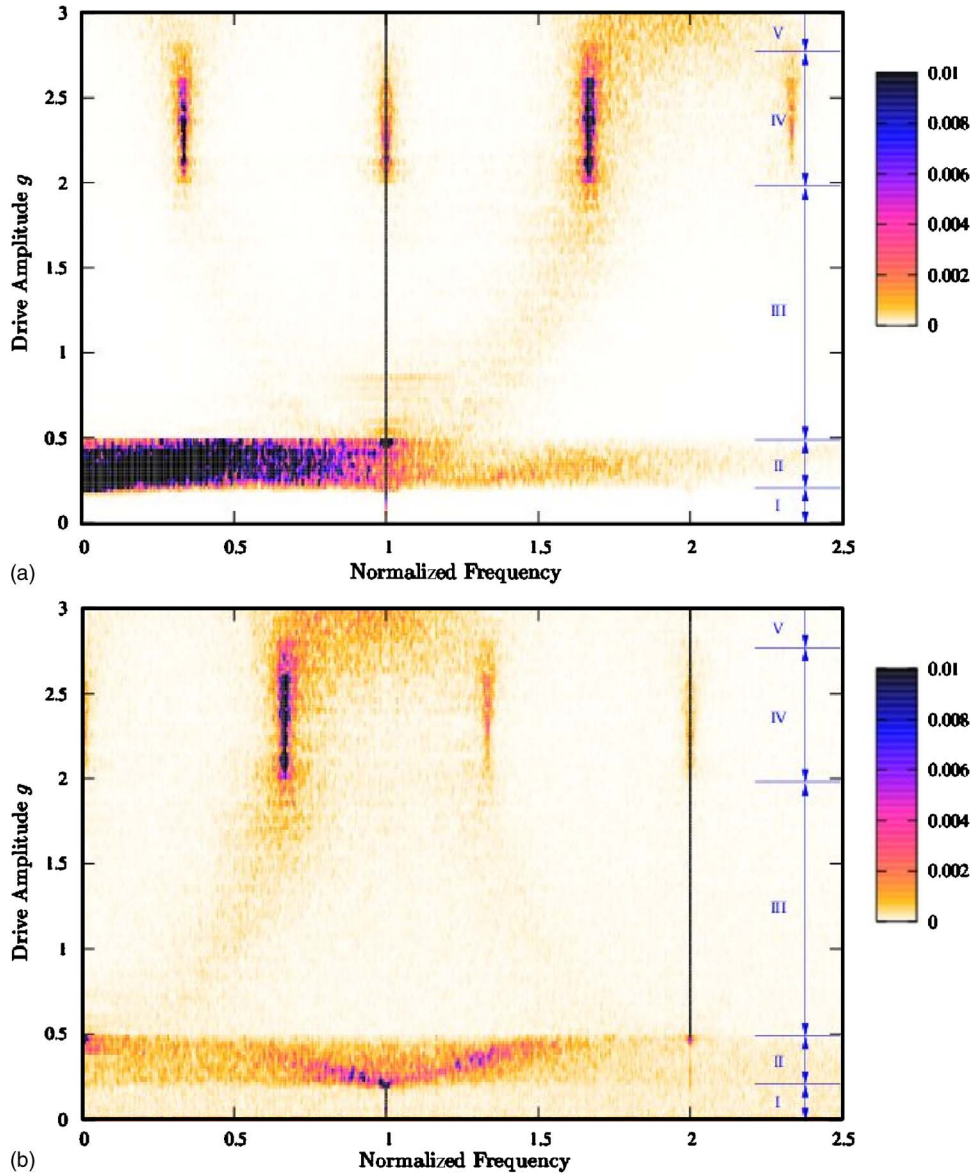 3
2.5
2
1.5
1
0.5
0
Drive Amplitude g
0 0.5 1 1.5 2 2.5
Normalized Frequency
V
IV
III
II
I
0.01
0.008
0.006
0.004
0.002
0
(a)
3
2.5
2
1.5
1
0.5
0
Drive Amplitude g
0 0.5 1 1.5 2 2.5
Normalized Frequency
V
IV
III
II
I
0.01
0.008
0.006
0.004
0.002
0
(b)